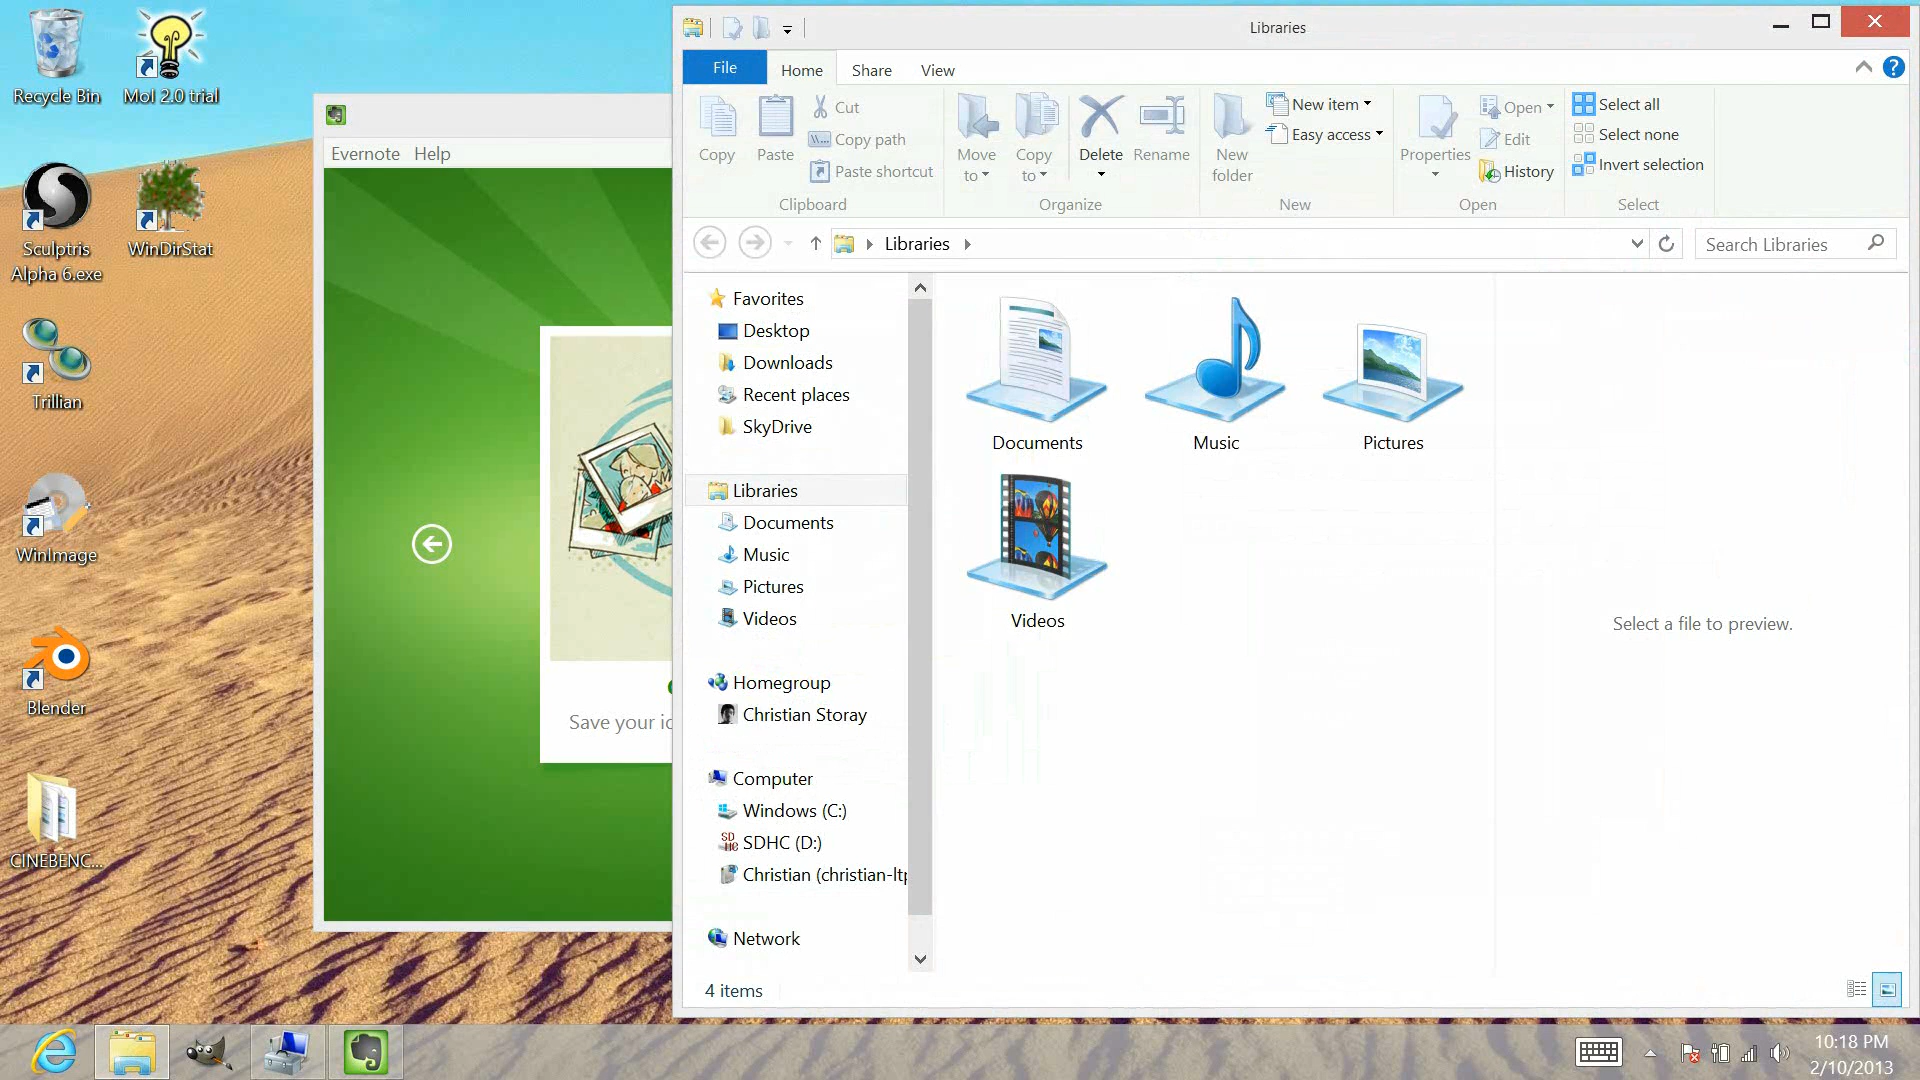 Recycle Bin
MoI 2.0 trial
Sculptris
Alpha 6.exe
WinDirStat
Trillian
WinImage
Blender
CINEBENC...
Evernote Help
Save your
Libraries
File Home Share View
Copy
Paste
Cut
Copy path
Paste shortcut
Clipboard
Move
to
Copy
to
Delete
Rename
Organize
New
folder
New item
Easy access
New
Properties
Open
Edit
History
Open
Select all
Select none
Invert selection
Select
Libraries
Search Libraries
Favorites
Desktop
Downloads
Recent places
SkyDrive
Libraries
Documents
Music
Pictures
Videos
Homegroup
Christian Storay
Computer
Windows (C:)
SDHC (D:)
Christian (christian-ltp
Network
Documents
Music
Pictures
Videos
Select a file to preview.
4 items
10:18 PM
2/10/2013